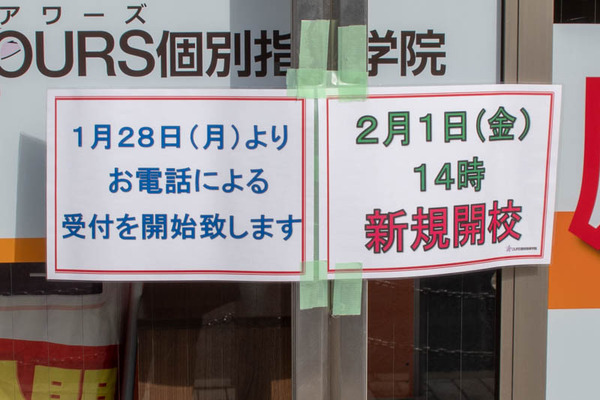 アワーズ
OURS個別指 学院
1月28日(月)より
お電話による
受付を開始致します
2月1日(金)
14時
新規開校